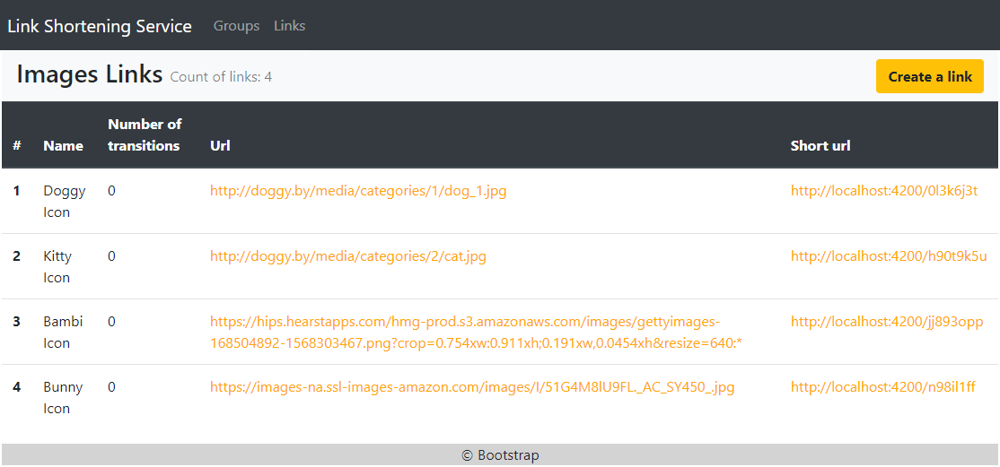 Link Shortening Service Groups Links
Images Links Count of links: 4 Create a link
# Name Number of transitions Url Short url
1 Doggy Icon 0 http://doggy.by/media/categories/1/dog_1.jpg http://localhost:4200/0l3k6j3t
2 Kitty Icon 0 http://doggy.by/media/categories/2/cat.jpg http://localhost:4200/h90t9k5u
3 Bambi Icon 0 https://hips.hearstapps.com/hmg-prod.s3.amazonaws.com/images/gettyimages-168504892-1568303467.png?crop=0.754xw:0.911xh;0.191xw,0.0454xh&resize=640:* http://localhost:4200/jj893opp
4 Bunny Icon 0 https://images-na.ssl-images-amazon.com/images/I/51G4M8lU9FL._AC_SY450_.jpg http://localhost:4200/n98il1ff
© Bootstrap